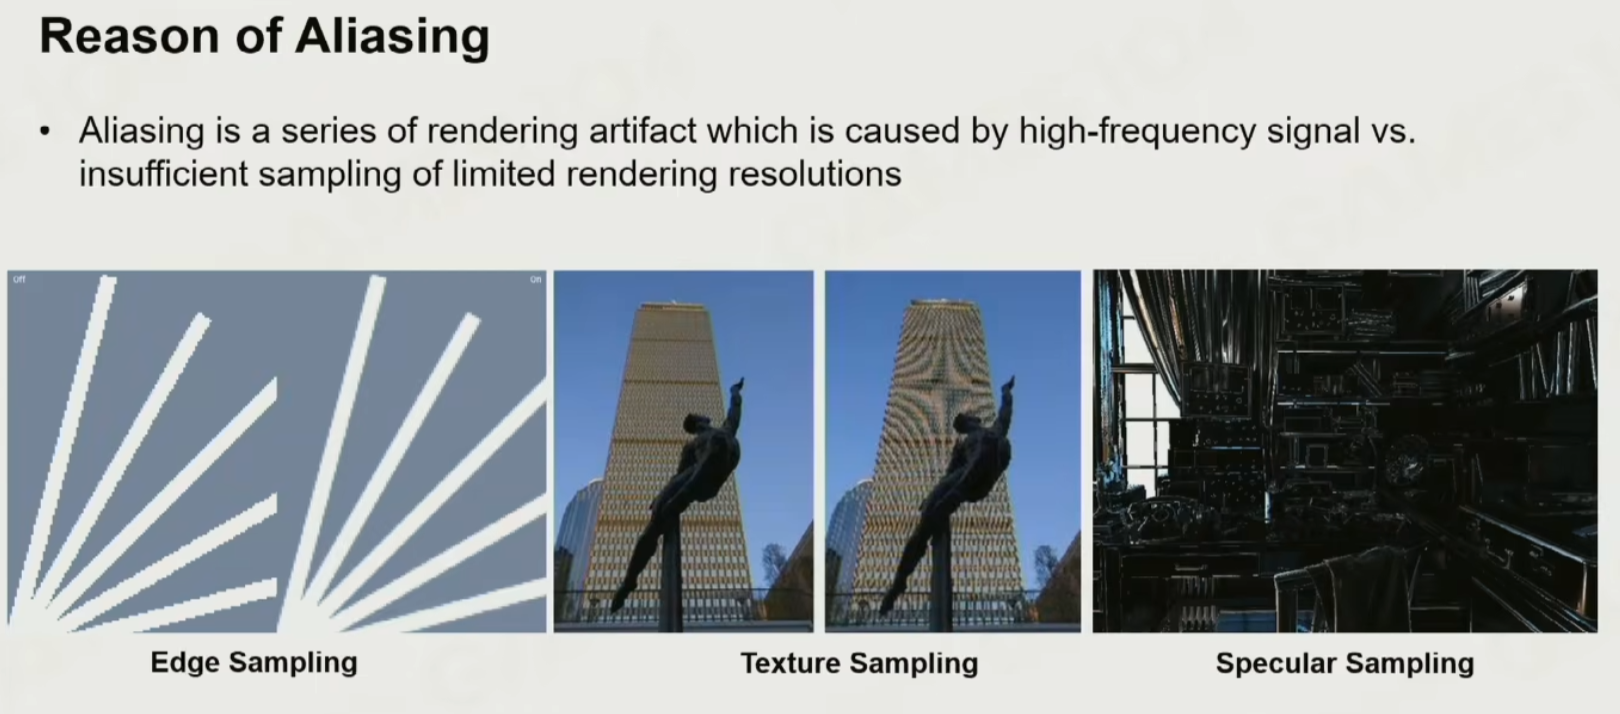 Reason of Aliasing
• Aliasing is a series of rendering artifact which is caused by high-frequency signal vs.
insufficient sampling of limited rendering resolutions
Off
On
Edge Sampling
Texture Sampling
Specular Sampling